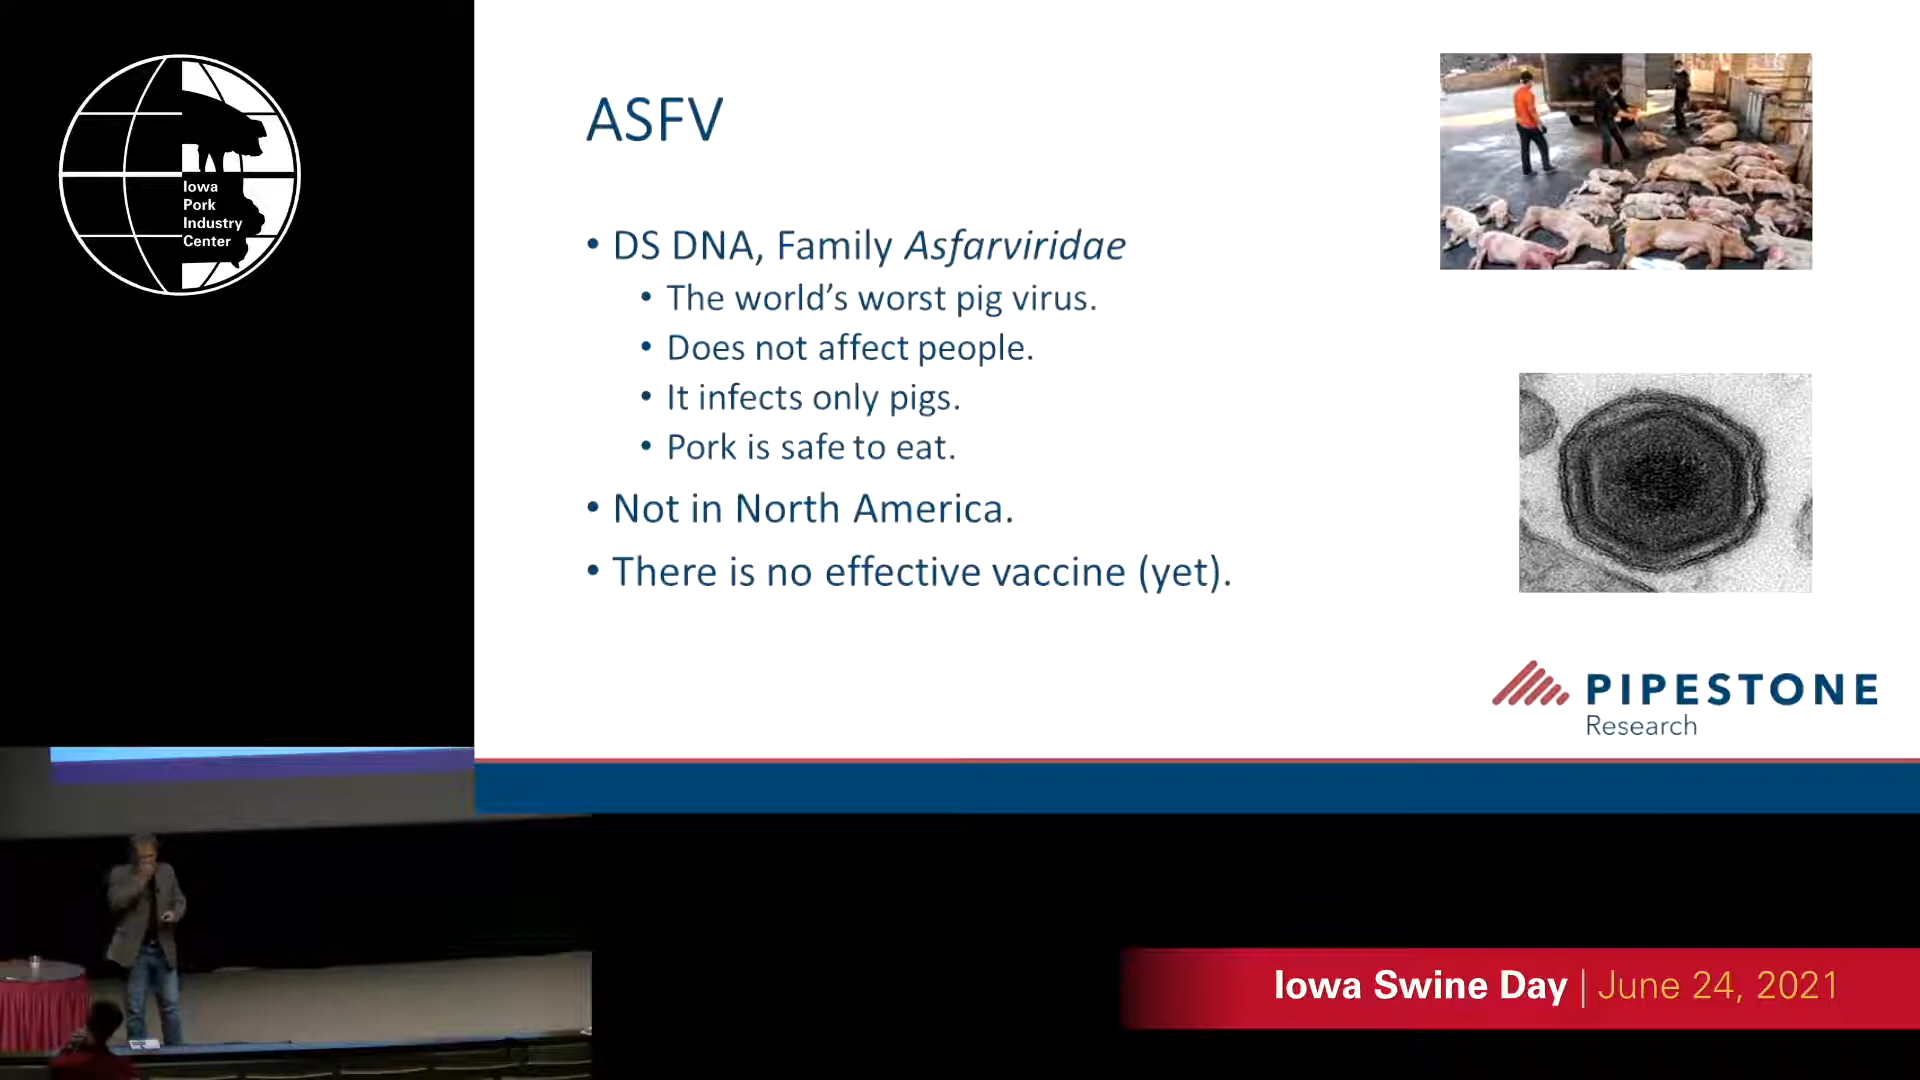 Iowa
Pork
Industry
Center
ASFV
• DS DNA, Family Asfarviridae
• The world’s worst pig virus.
• Does not affect people.
• It infects only pigs.
• Pork is safe to eat.
• Not in North America.
• There is no effective vaccine (yet).
PIPESTONE
Research
Iowa Swine Day | June 24, 2021